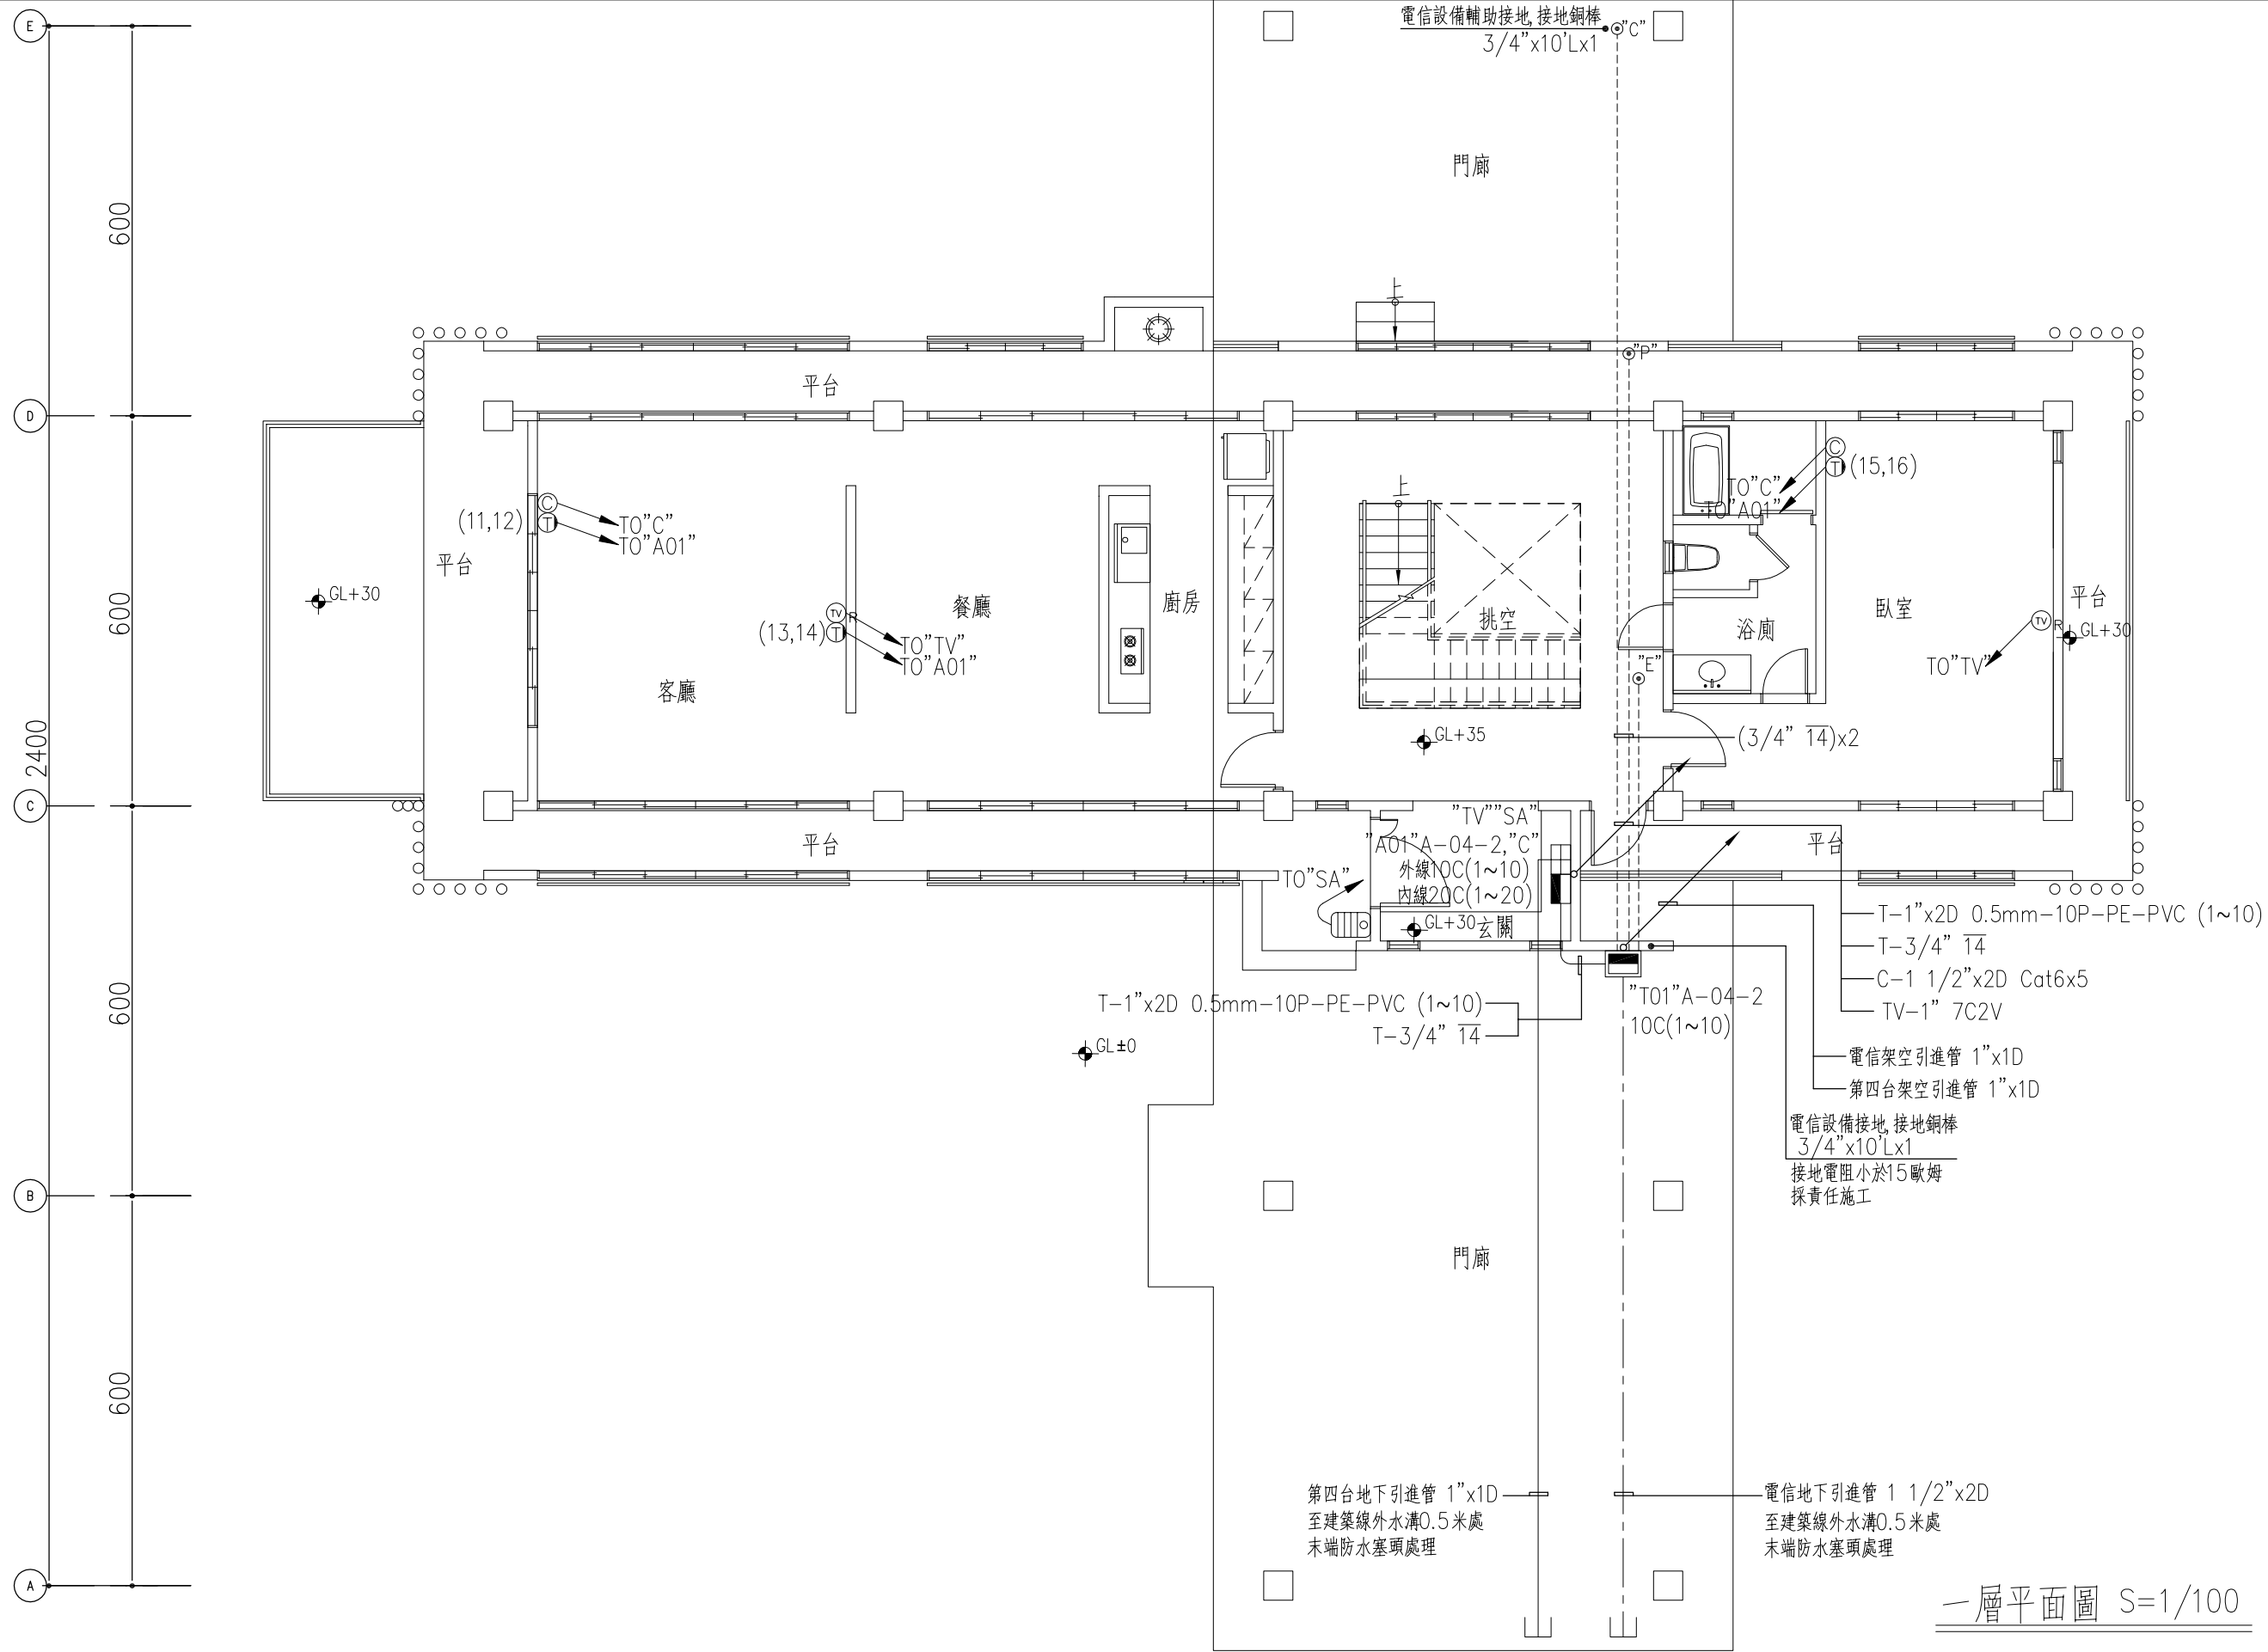 E
電信設備輔助接地,接地銅棒
3/4"x10'Lx1
"C"
門廊
600
上
"P"
平台
D
C
T
(15,16)
TO"C"
TO"A01"
上
C
(11,12)
T
TO"C"
TO"A01"
平台
GL+30
TV
R
(13,14)
T
TO"TV"
TO"A01"
餐廳
廚房
挑空
浴廁
臥室
平台
TV
R
GL+30
TO"TV"
600
"E"
客廳
2400
GL+35
(3/4" 14)x2
C
"TV""SA"
"A01"A-04-2,"C"
外線10C(1~10)
內線20C(1~20)
平台
平台
TO"SA"
GL+30
玄關
T-1"x2D 0.5mm-10P-PE-PVC (1~10)
T-3/4" 14
C-1 1/2"x2D Cat6x5
TV-1" 7C2V
600
T-1"x2D 0.5mm-10P-PE-PVC (1~10)
T-3/4" 14
"T01"A-04-2
10C(1~10)
GL±0
電信架空引進管 1"x1D
第四台架空引進管 1"x1D
電信設備接地,接地銅棒
3/4"x10'Lx1
接地電阻小於15歐姆
採責任施工
B
門廊
600
第四台地下引進管 1"x1D
至建築線外水溝0.5米處
末端防水塞頭處理
電信地下引進管 1 1/2"x2D
至建築線外水溝0.5米處
末端防水塞頭處理
A
一層平面圖 S=1/100